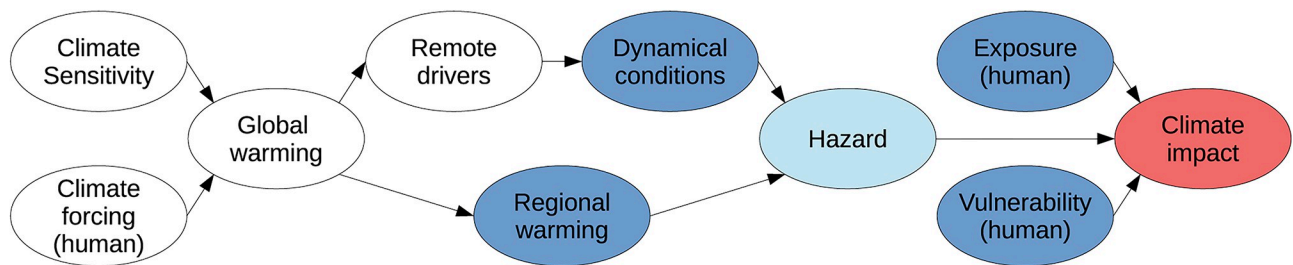 Climate
Sensitivity
Remote
drivers
Dynamical
conditions
Exposure
(human)
Global
warming
Hazard
Climate
impact
Climate
forcing
(human)
Regional
warming
Vulnerability
(human)